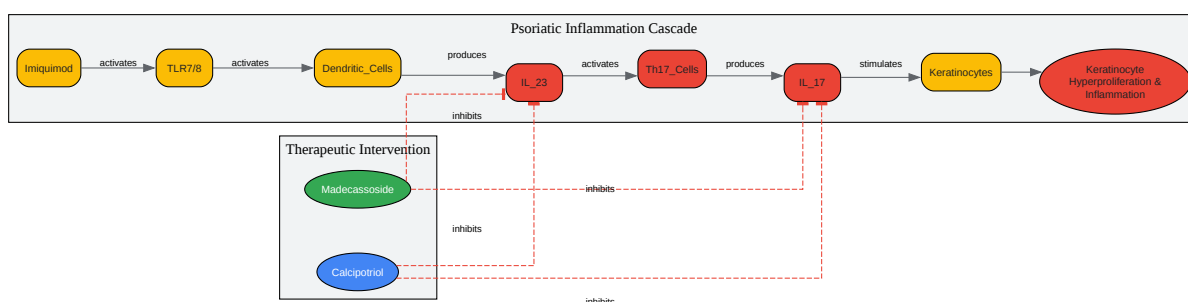 Psoriatic Inflammation Cascade
Imiquimod
activates
TLR7/8
activates
Dendritic_Cells
produces
IL_23
activates
Th17_Cells
produces
IL_17
stimulates
Keratinocytes
Keratinocyte
Hyperproliferation &
Inflammation
inhibits
Therapeutic Intervention
Madecassoside
inhibits
inhibits
Calcipotriol
inhibits